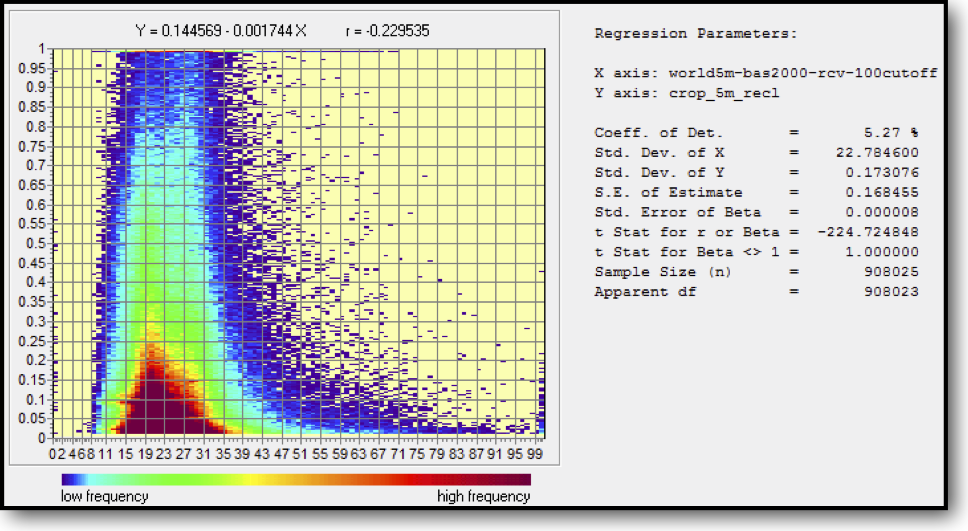 Y = 0.144569 - 0.001744 X r = -0.229535
1
0.95
0.9
0.85
0.8
0.75
0.7
0.65
0.6
0.55
0.5
0.45
0.4
0.35
0.3
0.25
0.2
0.15
0.1
0.05
0
0 2 4 6 8 11 15 19 23 27 31 35 39 43 47 51 55 59 63 67 71 75 79 83 87 91 95 99
low frequency high frequency
Regression Parameters:
X axis: world5m-bas2000-rcv-100cutoff
Y axis: crop_5m_recl
Coeff. of Det. = 5.27 %
Std. Dev. of X = 22.784600
Std. Dev. of Y = 0.173076
S.E. of Estimate = 0.168455
Std. Error of Beta = 0.000008
t Stat for r or Beta = -224.724848
t Stat for Beta <> 1 = 1.000000
Sample Size (n) = 908025
Apparent df = 908023